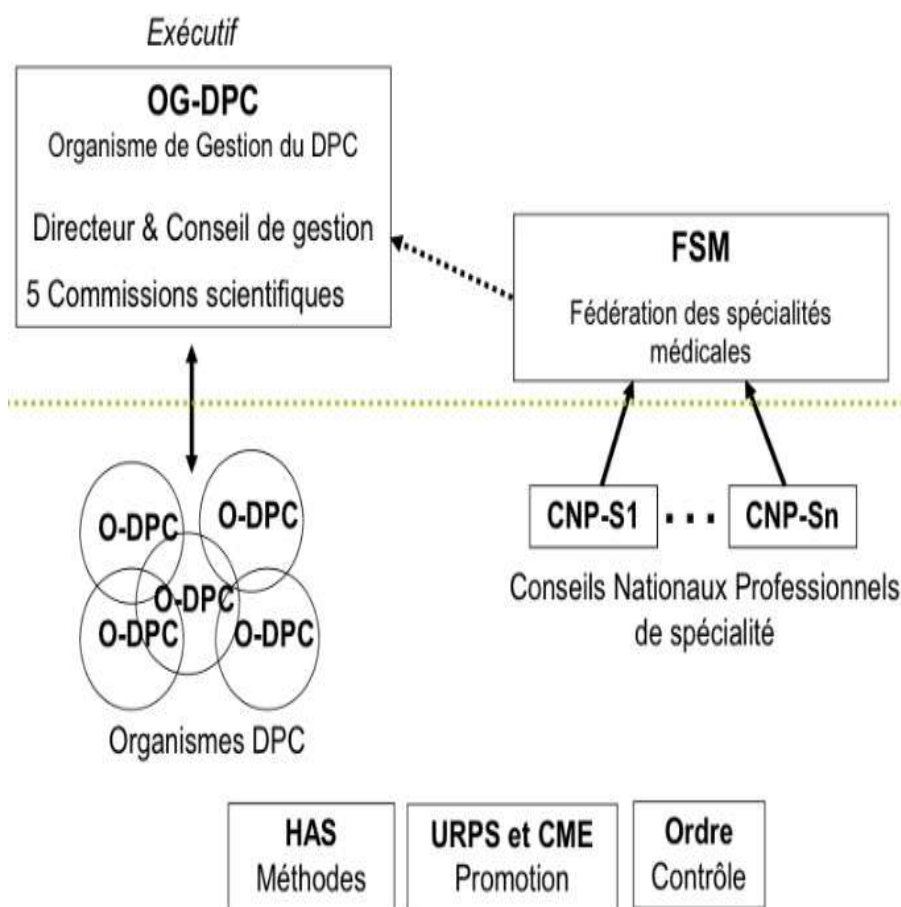 Exécutif
OG-DPC
Organisme de Gestion du DPC
Directeur & Conseil de gestion
5 Commissions scientifiques
FSM
Fédération des spécialités
médicales
O-DPC
O-DPC
O-DPC
O-DPC
O-DPC
Organismes DPC
CNP-S1 . . . CNP-Sn
Conseils Nationaux Professionnels
de spécialité
HAS
Méthodes
URPS et CME
Promotion
Ordre
Contrôle